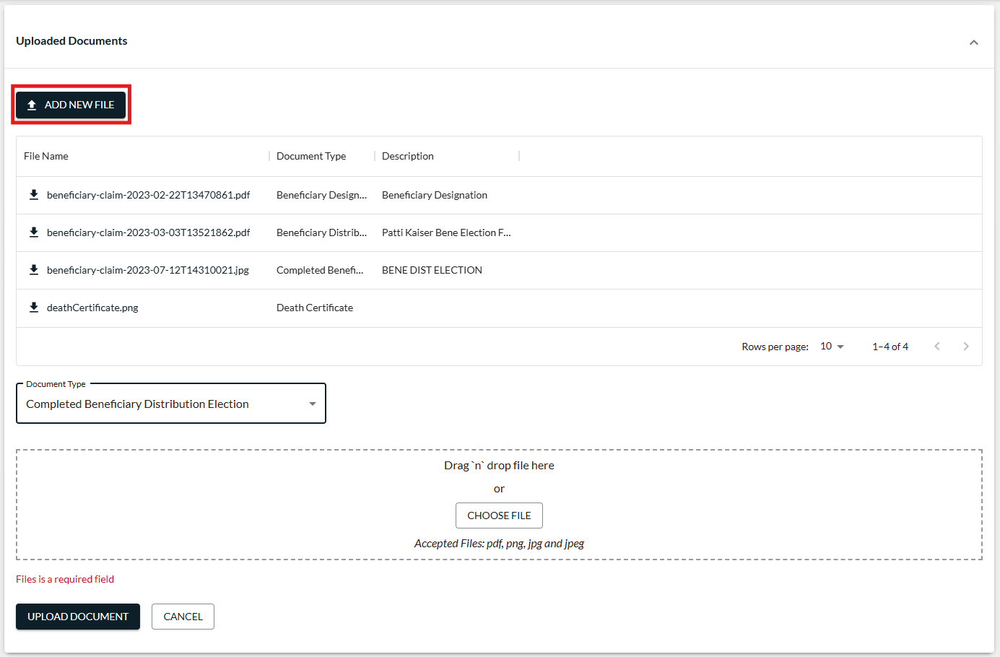 Uploaded Documents
ADD NEW FILE
File Name Document Type Description
beneficiary-claim-2023-02-22T13470861.pdf Beneficiary Design... Beneficiary Designation
beneficiary-claim-2023-03-03T13521862.pdf Beneficiary Distrib... Patti Kaiser Bene Election F...
beneficiary-claim-2023-07-12T14310021.jpg Completed Benefi... BENE DIST ELECTION
deathCertificate.png Death Certificate
Rows per page: 10 1–4 of 4
Document Type
Completed Beneficiary Distribution Election
Drag `n` drop file here
or
CHOOSE FILE
Accepted Files: pdf, png, jpg and jpeg
Files is a required field
UPLOAD DOCUMENT CANCEL